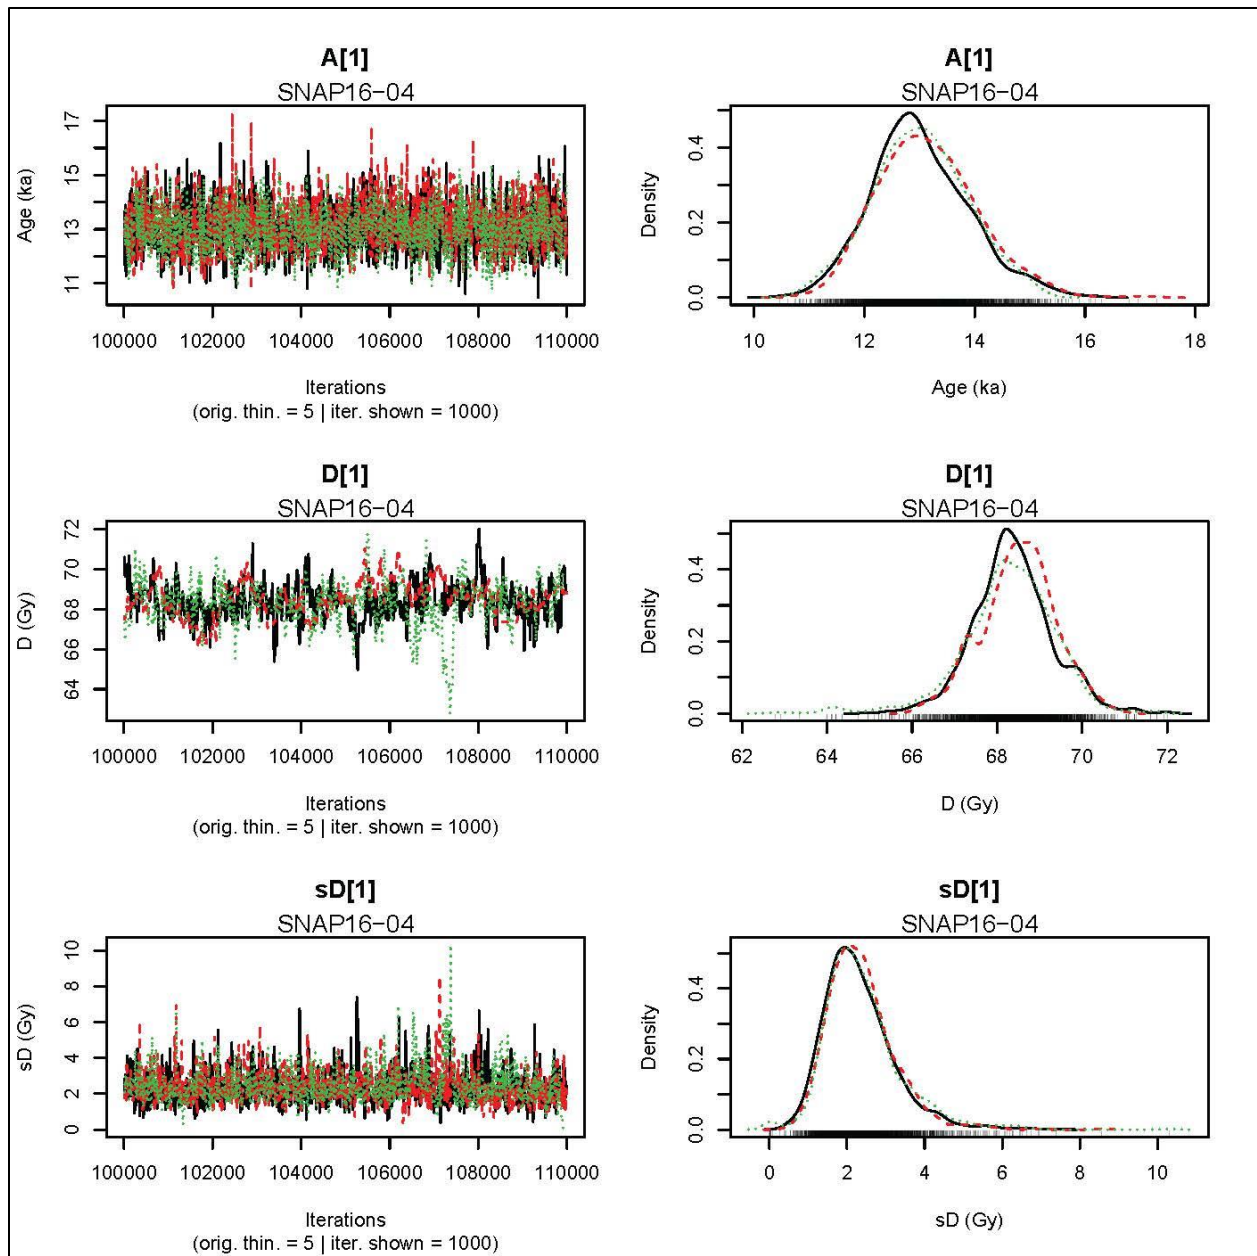 A[1]
SNAP16-04
Age (ka)
17
15
13
11
100000 102000 104000 106000 108000 110000
Iterations
(orig. thin. = 5 | iter. shown = 1000)
A[1]
SNAP16-04
Density
0.4
0.2
0.0
10 12 14 16 18
Age (ka)
D[1]
SNAP16-04
D (Gy)
72
70
68
66
64
100000 102000 104000 106000 108000 110000
Iterations
(orig. thin. = 5 | iter. shown = 1000)
D[1]
SNAP16-04
Density
0.4
0.2
0.0
62 64 66 68 70 72
D (Gy)
sD[1]
SNAP16-04
sD (Gy)
10
8
6
4
2
0
100000 102000 104000 106000 108000 110000
Iterations
(orig. thin. = 5 | iter. shown = 1000)
sD[1]
SNAP16-04
Density
0.4
0.2
0.0
0 2 4 6 8 10
sD (Gy)